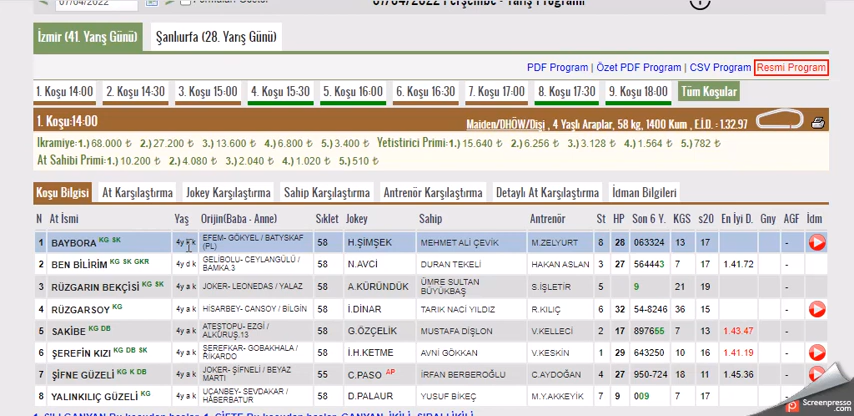 07/04/2022
07/04/2022 Perşembe - Yarış Programı
İzmir (41. Yarış Günü) Şanlıurfa (28. Yarış Günü)
PDF Program | Özet PDF Program | CSV Program Resmi Program
1. Koşu 14:00 2. Koşu 14:30 3. Koşu 15:00 4. Koşu 15:30 5. Koşu 16:00 6. Koşu 16:30 7. Koşu 17:00 8. Koşu 17:30 9. Koşu 18:00 Tüm Koşular
1. Koşu:14:00 Maiden/DHÖW/Dişi , 4 Yaşlı Araplar, 58 kg, 1400 Kum , E.İ.D. :1.32.97
Ikramiye: 1.)68.000 ₺ 2.)27.200 ₺ 3.)13.600 ₺ 4.)6.800 ₺ 5.)3.400 ₺ Yetistirici Primi: 1.)15.640 ₺ 2.)6.256 ₺ 3.)3.128 ₺ 4.)1.564 ₺ 5.)782 ₺
At Sahibi Primi: 1.)10.200 ₺ 2.)4.080 ₺ 3.)2.040 ₺ 4.)1.020 ₺ 5.)510 ₺
Koşu Bilgisi At Karşılaştırma Jokey Karşılaştırma Sahip Karşılaştırma Antrenör Karşılaştırma Detaylı At Karşılaştırma İdman Bilgileri
N At İsmi Yaş Orijin(Baba - Anne) Sıklet Jokey Sahip Antrenör St HP Son 6 Y. KGS s20 En İyi D. Gny AGF İdm
1 BAYBORA KG SK 4y k EFEM- GÖKYEL / BATYSKAF (PL) 58 H.ŞİMŞEK MEHMET ALİ ÇEVİK M.ZELYURT 8 28 063324 13 17 -
2 BEN BİLİRİM KG SK GKR 4y d k GELİBOLU- CEYLANGÜLÜ / BAMKA.3 58 N.AVCI DURAN TEKELİ HAKAN ASLAN 3 27 564443 7 17 1.41.72 -
3 RÜZGARIN BEKÇİSİ KG SK 4y a k JOKER- LEONEDAS / YALAZ 58 A.KÜRÜNDÜK ÜMRE SULTAN BÜYÜKBAŞ S.İŞLETİR 5 9 21 19 -
4 RÜZGARSOY KG 4y a k HİSARBEY- CANSOY / BİLGİN 58 İ.DİNAR TARIK NACİ YILDIZ R.KILIÇ 6 32 54-8246 36 15 -
5 SAKİBE KG DB 4y a k ATEŞTOPU- EZGİ / ALKURUŞ.13 58 G.ÖZÇELİK MUSTAFA DİŞLON V.KELLECİ 2 17 897655 7 13 1.43.47 -
6 ŞEREFİN KIZI KG DB SK 4y a k SEREFKAR- GOBAKHALA / RİKARDO 58 İ.H.KETME AVNİ GÖKKAN V.KESKİN 1 29 643250 10 16 1.41.19 -
7 ŞİFNE GÜZELİ KG K DB 4y a k JOKER- ŞİFNELİ / BEYAZ MARTI 55 C.PASO AP İRFAN BERBEROĞLU C.AYDOĞAN 4 27 950-724 18 11 1.45.36 -
8 YALINKILIÇ GÜZELİ KG 4y a k UÇANBEY- SEVDAKAR / HABERBATUR 58 D.PALAUR YUSUF BİKEÇ M.Y.AKKEYİK 7 9 009 7 17
Screenpresso
.com